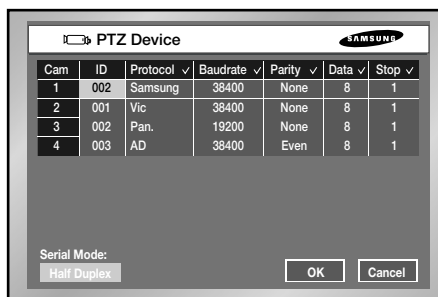 PTZ Device SAMSUNG
Cam ID Protocol Baudrate Parity Data Stop
1 002 Samsung 38400 None 8 1
2 001 Vic 38400 None 8 1
3 002 Pan. 19200 None 8 1
4 003 AD 38400 Even 8 1
Serial Mode:
Half Duplex OK Cancel